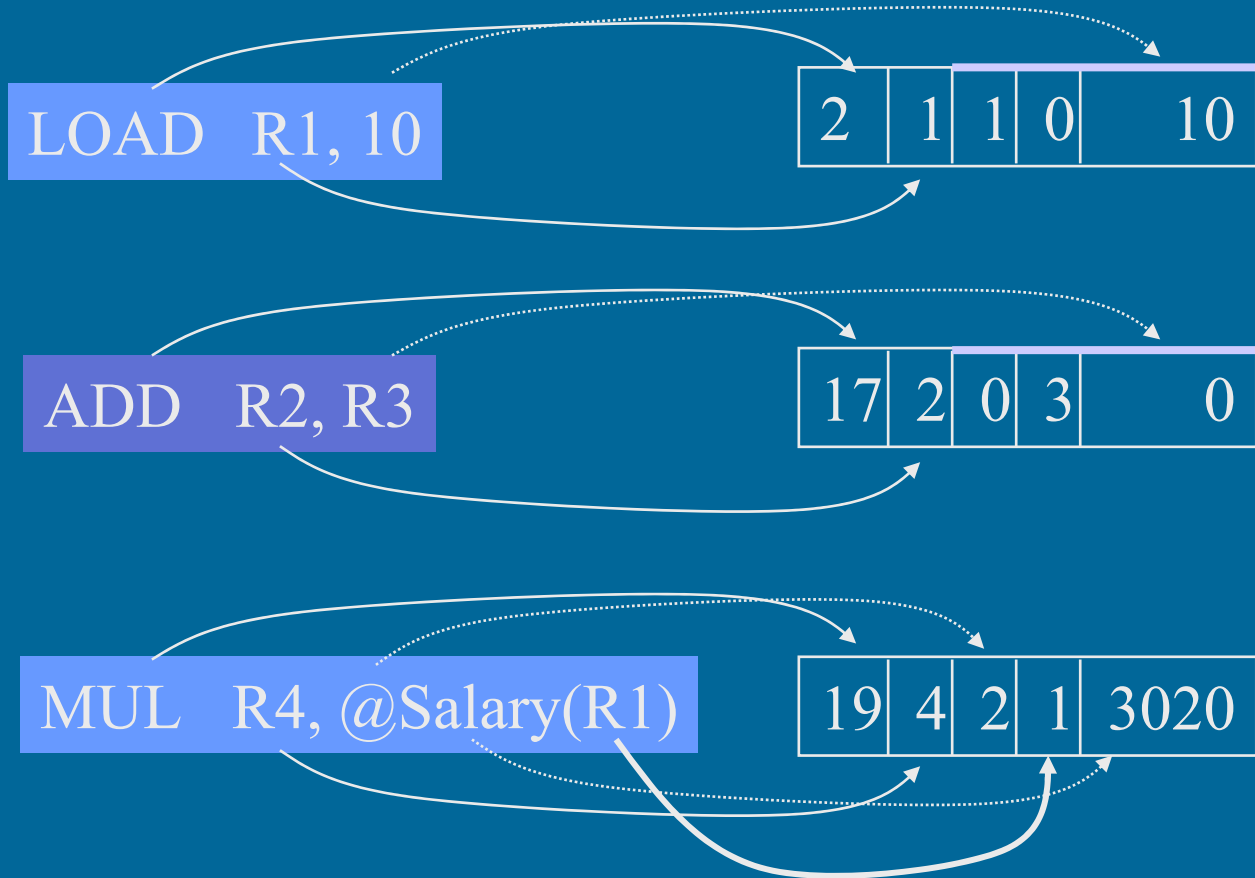 LOAD R1, 10
2 1 1 0 10
ADD R2, R3
17 2 0 3 0
MUL R4, @Salary(R1)
19 4 2 1 3020